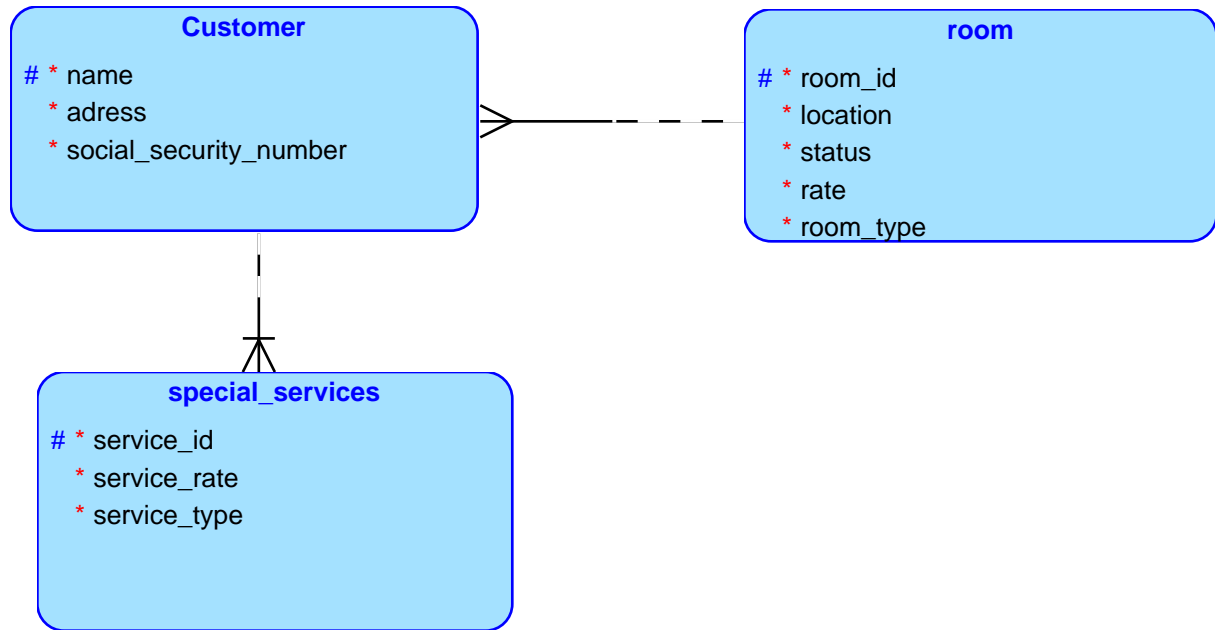 Customer
# * name
* adress
* social_security_number
room
# * room_id
* location
* status
* rate
* room_type
special_services
# * service_id
* service_rate
* service_type